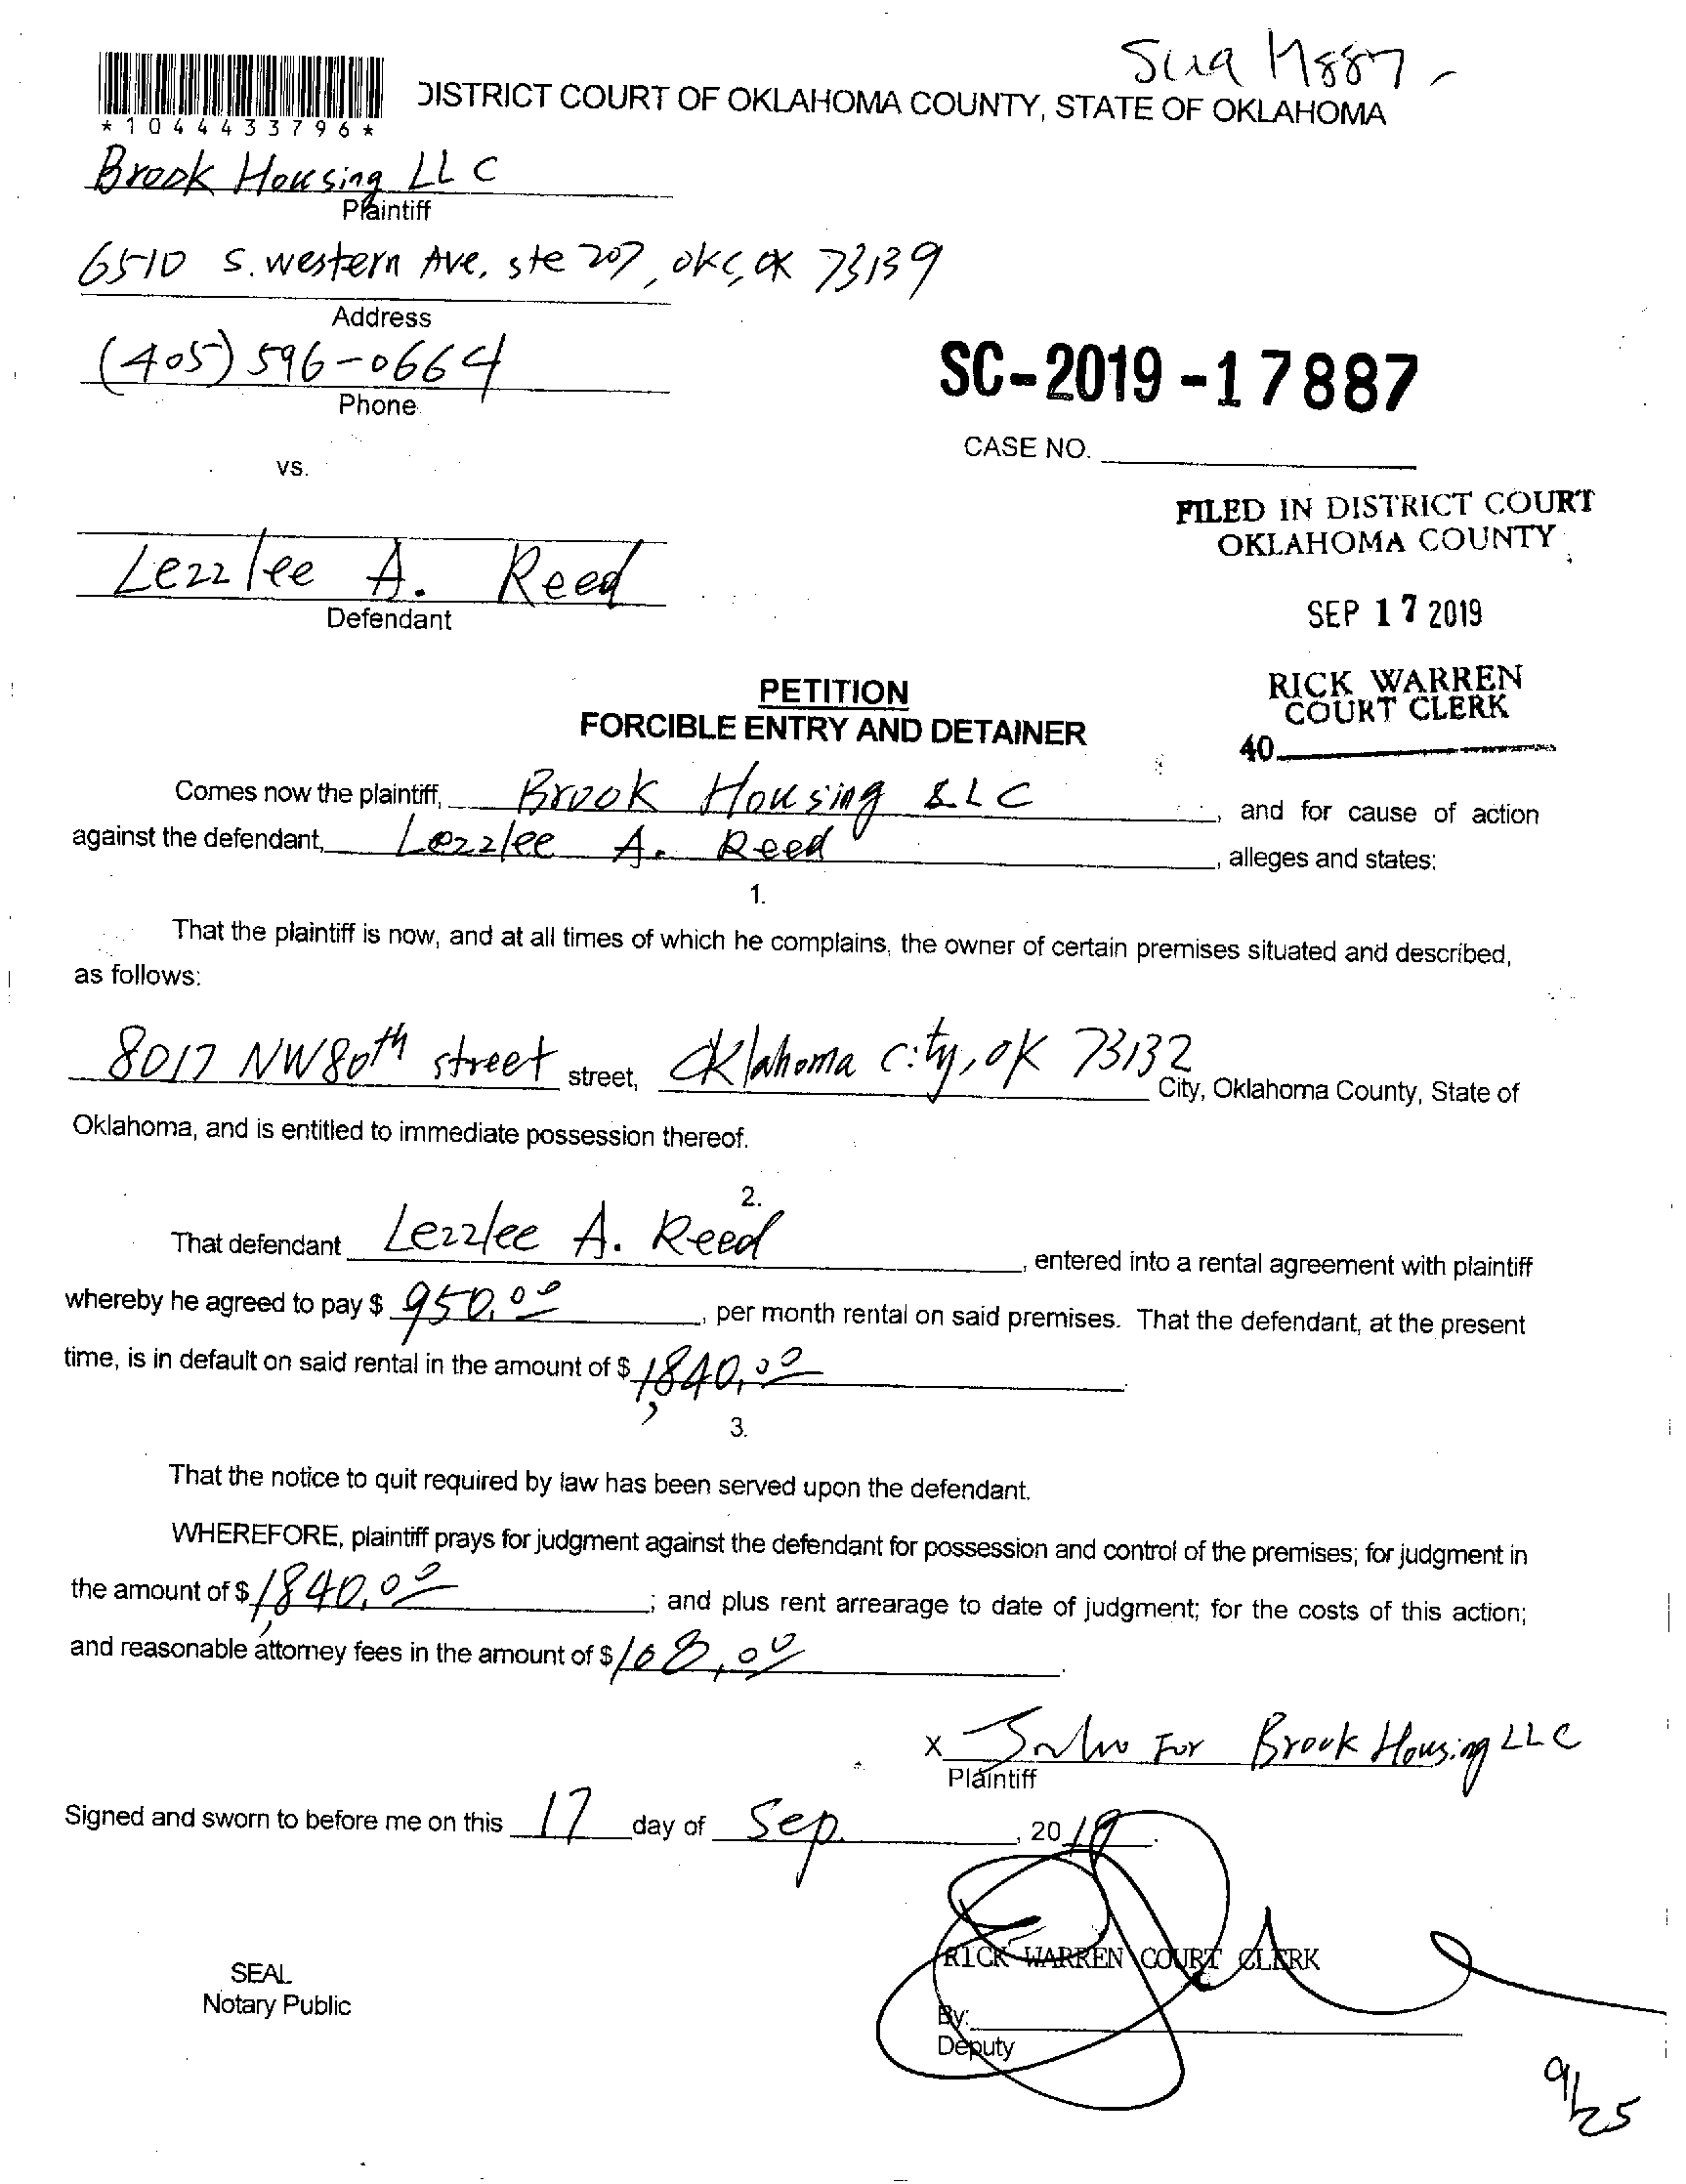 * 1 0 4 4 4 3 3 7 9 6 *
DISTRICT COURT OF OKLAHOMA COUNTY, STATE OF OKLAHOMA
Brook Housing LLC
Plaintiff
6510 S. western Ave, ste 207, okc, ok 73139
Address
(405) 596-0664
Phone
SC-2019-17887
CASE NO.
vs.
FILED IN DISTRICT COURT
OKLAHOMA COUNTY
Lezzlee A. Reed
Defendant
SEP 17 2019
RICK WARREN
COURT CLERK
40
PETITION
FORCIBLE ENTRY AND DETAINER
Comes now the plaintiff, Brook Housing LLC, and for cause of action
against the defendant, Lezzlee A. Reed, alleges and states:
1.
That the plaintiff is now, and at all times of which he complains, the owner of certain premises situated and described,
as follows:
8017 NW 80th street street, Oklahoma City, OK 73132 City, Oklahoma County, State of
Oklahoma, and is entitled to immediate possession thereof.
2.
That defendant Lezzlee A. Reed, entered into a rental agreement with plaintiff
whereby he agreed to pay $ 950.00, per month rental on said premises. That the defendant, at the present
time, is in default on said rental in the amount of $ 1,840.00.
3.
That the notice to quit required by law has been served upon the defendant.
WHEREFORE, plaintiff prays for judgment against the defendant for possession and control of the premises; for judgment in
the amount of $ 1,840.00; and plus rent arrearage to date of judgment; for the costs of this action;
and reasonable attorney fees in the amount of $ 168.00.
X For Brook Housing LLC
Plaintiff
Signed and sworn to before me on this 17 day of Sep., 2019.
RICK WARREN COURT CLERK
SEAL
Notary Public
By:
Deputy
9/25